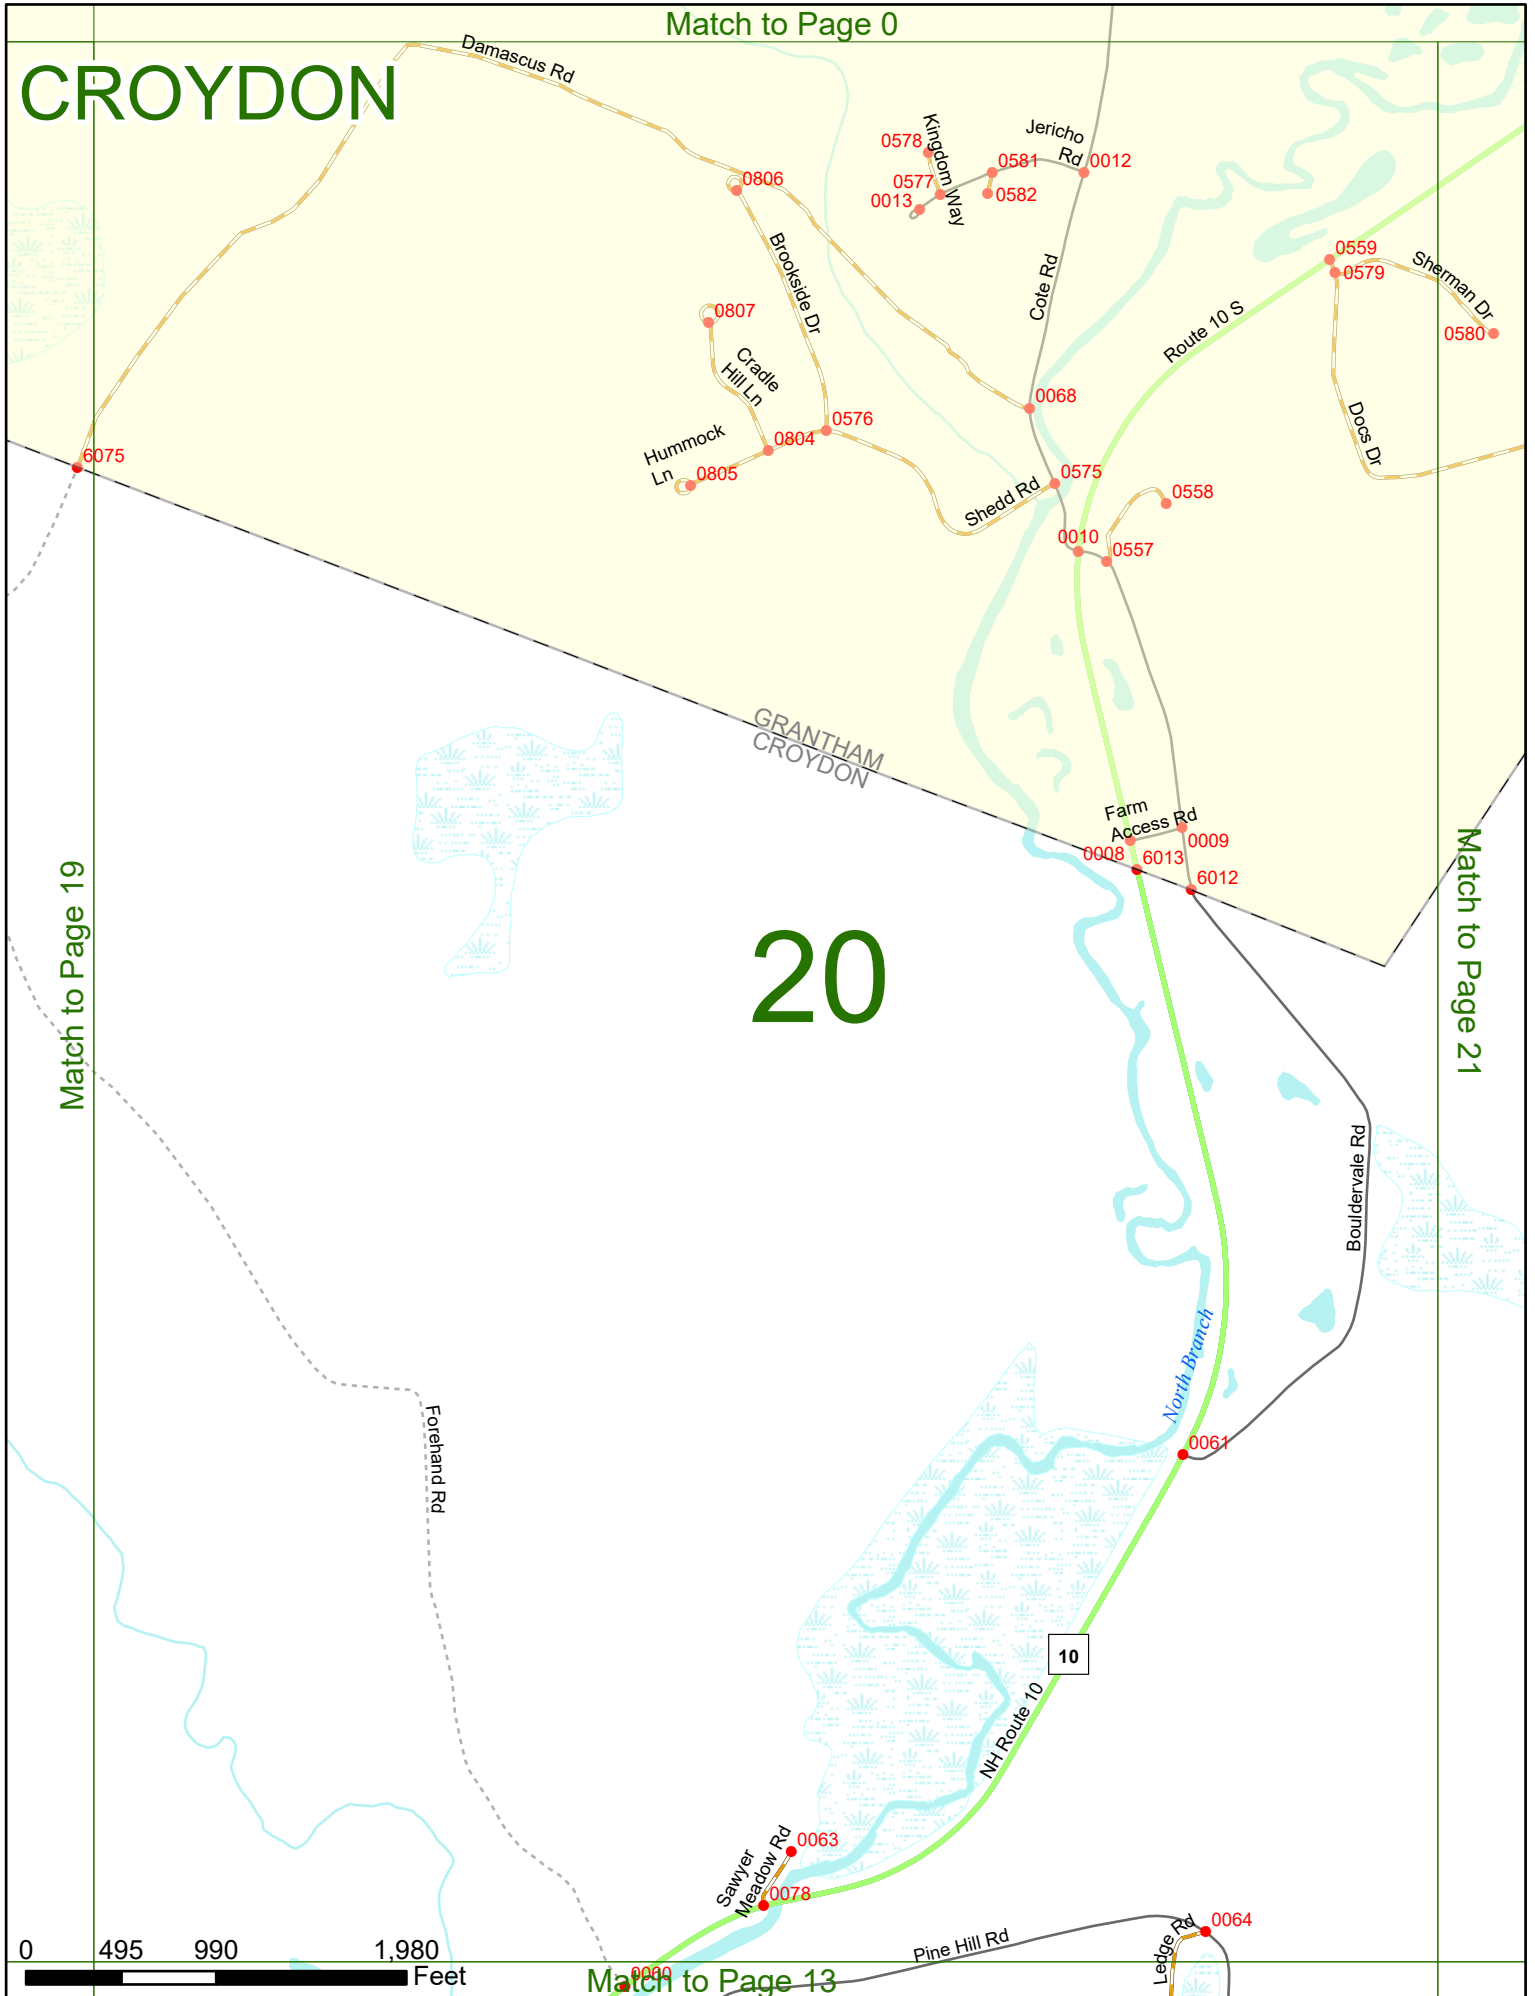 Match to Page 0
CROYDON
Damascus Rd
0578
Kingdom Way
Jericho
Rd
0581
0012
0577
0582
0013
0806
Brookside Dr
Cote Rd
0559
0579
Sherman Dr
0580
Route 10 S
0807
Cradle
Hill Ln
0068
Docs Dr
0576
0804
Hummock
Ln
0805
6075
0575
Shedd Rd
0558
0010
0557
GRANTHAM
CROYDON
Farm
Access Rd
0009
0008
6013
6012
Match to Page 19
Match to Page 21
20
Bouldervale Rd
North Branch
0061
Forehand Rd
10
NH Route 10
Sawyer
Meadow Rd
0063
0078
0064
Ledge Rd
Pine Hill Rd
0060
0 495 990 1,980
Feet
Match to Page 13